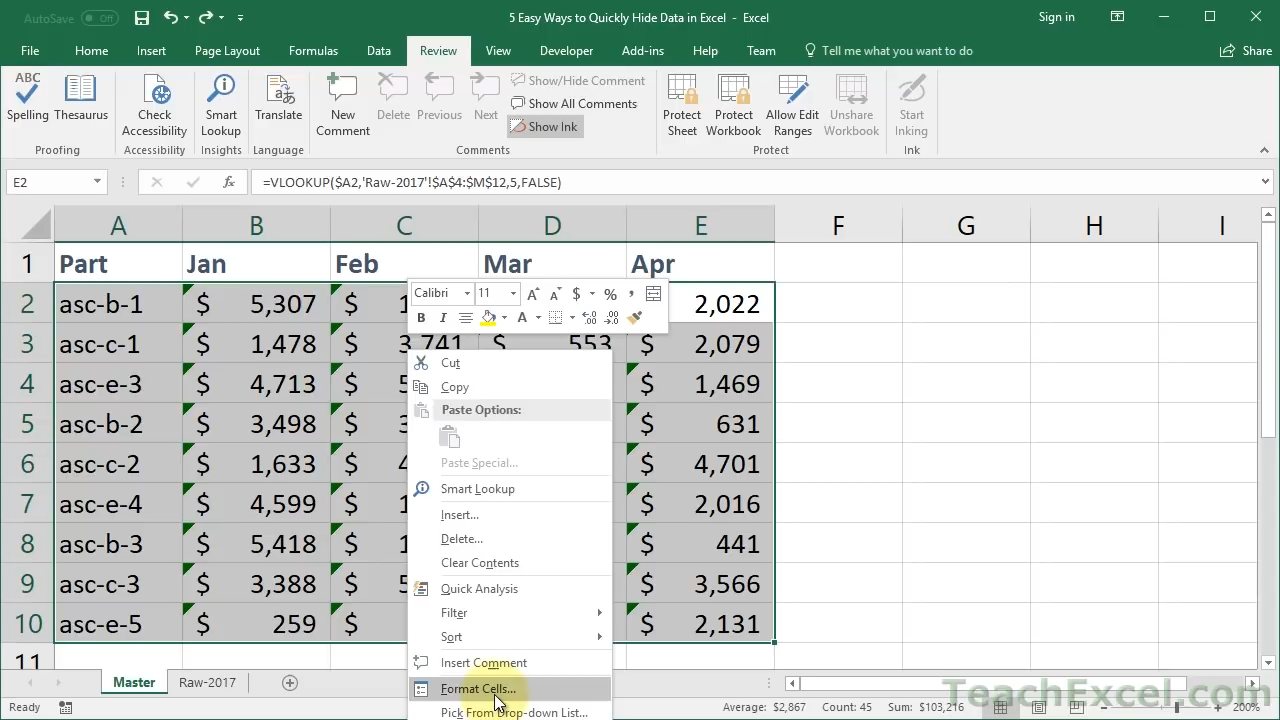 AutoSave Off 5 Easy Ways to Quickly Hide Data in Excel - Excel Sign in
File Home Insert Page Layout Formulas Data Review View Developer Add-ins Help Team Tell me what you want to do Share
ABC
Spelling
Thesaurus
Check
Accessibility
Smart
Lookup
Translate
New
Comment
Delete
Previous
Next
Show/Hide Comment
Show All Comments
Show Ink
Protect
Sheet
Protect
Workbook
Allow Edit
Ranges
Unshare
Workbook
Start
Inking
Proofing Accessibility Insights Language Comments Protect Ink
E2 fx =VLOOKUP($A2,'Raw-2017'!$A$4:$M$12,5,FALSE)
A B C D E F G H I
1 Part Jan Feb Mar Apr
Calibri 11 A A $ % ,
B I A .00 .00
2 asc-b-1 $ 5,307 $ 1 2,022
3 asc-c-1 $ 1,478 $ 3,741 $ 553 $ 2,079
4 asc-e-3 $ 4,713 $ 5 $ 1,469
5 asc-b-2 $ 3,498 $ 3 $ 631
6 asc-c-2 $ 1,633 $ 4 $ 4,701
7 asc-e-4 $ 4,599 $ 1 $ 2,016
8 asc-b-3 $ 5,418 $ 1 $ 441
9 asc-c-3 $ 3,388 $ 5 $ 3,566
10 asc-e-5 $ 259 $ $ 2,131
11
Cut
Copy
Paste Options:
Paste Special...
Smart Lookup
Insert...
Delete...
Clear Contents
Quick Analysis
Filter
Sort
Insert Comment
Format Cells...
Pick From Drop-down List...
Master Raw-2017
TeachExcel.com
Ready Average: $2,867 Count: 45 Sum: $103,216 200%